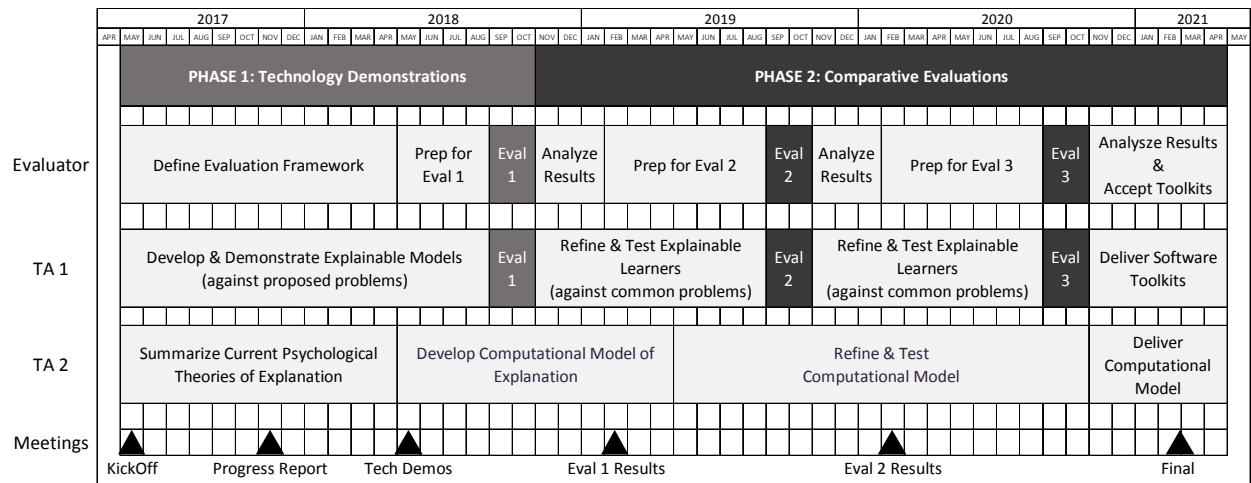 2017 2018 2019 2020 2021
APR MAY JUN JUL AUG SEP OCT NOV DEC JAN FEB MAR APR MAY JUN JUL AUG SEP OCT NOV DEC JAN FEB MAR APR MAY JUN JUL AUG SEP OCT NOV DEC JAN FEB MAR APR MAY JUN JUL AUG SEP OCT NOV DEC JAN FEB MAR APR MAY
PHASE 1: Technology Demonstrations
PHASE 2: Comparative Evaluations
Evaluator
Define Evaluation Framework
Prep for
Eval 1
Eval
1
Analyze
Results
Prep for Eval 2
Eval
2
Analyze
Results
Prep for Eval 3
Eval
3
Analysze Results
&
Accept Toolkits
TA 1
Develop & Demonstrate Explainable Models
(against proposed problems)
Eval
1
Refine & Test Explainable
Learners
(against common problems)
Eval
2
Refine & Test Explainable
Learners
(against common problems)
Eval
3
Deliver Software
Toolkits
TA 2
Summarize Current Psychological
Theories of Explanation
Develop Computational Model of
Explanation
Refine & Test
Computational Model
Deliver
Computational
Model
Meetings
KickOff
Progress Report
Tech Demos
Eval 1 Results
Eval 2 Results
Final